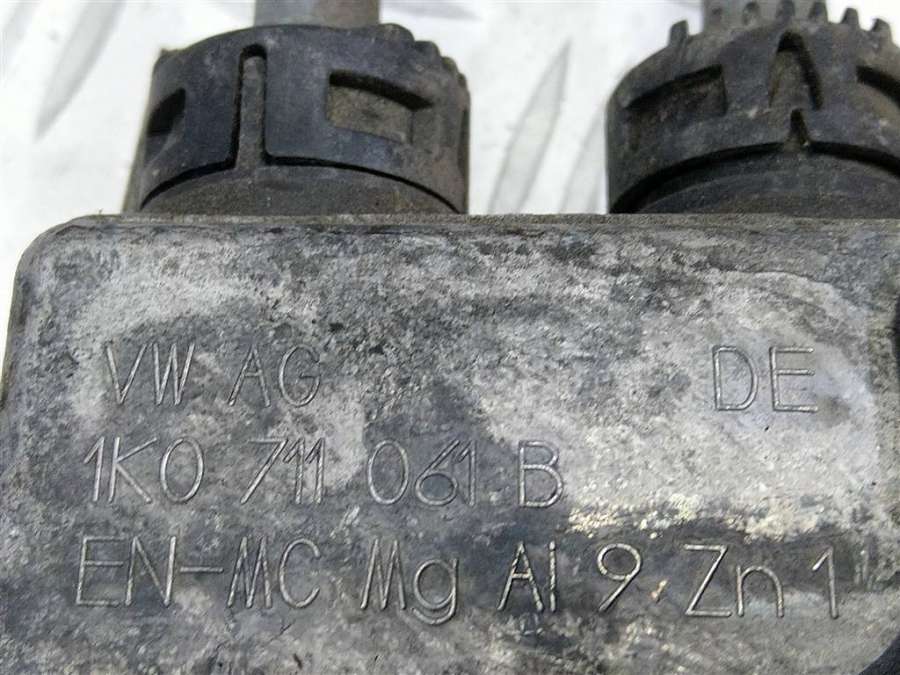 VW AG DE
1K0 711 061 B
EN-MC Mg Al 9 Zn 1